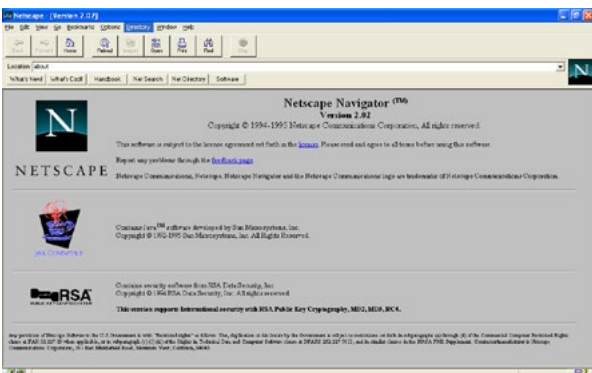 Netscape - [Version 2.02]
File Edit View Go Bookmarks Options Directory Window Help
Back Forward Home Reload Images Open Print Find Stop
Location: about:
What's New! What's Cool! Handbook Net Search Net Directory Software
N
Netscape Navigator (TM)
Version 2.02
Copyright © 1994-1995 Netscape Communications Corporation, All rights reserved.
This software is subject to the license agreement set forth in the license. Please read and agree to all terms before using this software.
Report any problems through the feedback page.
NETSCAPE
Netscape Communications, Netscape, Netscape Navigator and the Netscape Communications logo are trademarks of Netscape Communications Corporation.
JAVA COMPATIBLE
Contains Java™ software developed by Sun Microsystems, Inc.
Copyright © 1992-1995 Sun Microsystems, Inc. All Rights Reserved.
RSA
Contains security software from RSA Data Security, Inc.
Copyright © 1994 RSA Data Security, Inc. All rights reserved.
This version supports International security with RSA Public Key Cryptography, MD2, MD5, RC4.